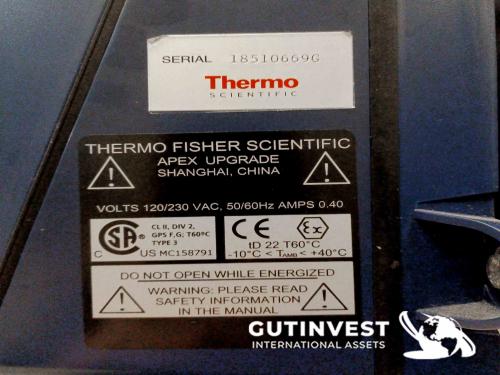 SERIAL 18510669G
Thermo
SCIENTIFIC
THERMO FISHER SCIENTIFIC
APEX UPGRADE
SHANGHAI, CHINA
VOLTS 120/230 VAC, 50/60Hz AMPS 0.40
CL II, DIV 2,
GPS F,G; T60ºC
TYPE 3
C SA US MC158791
CE Ex
tD 22 T60°C
-10°C < TAMB < +40°C
DO NOT OPEN WHILE ENERGIZED
WARNING: PLEASE READ
SAFETY INFORMATION
IN THE MANUAL
GUTINVEST
INTERNATIONAL ASSETS